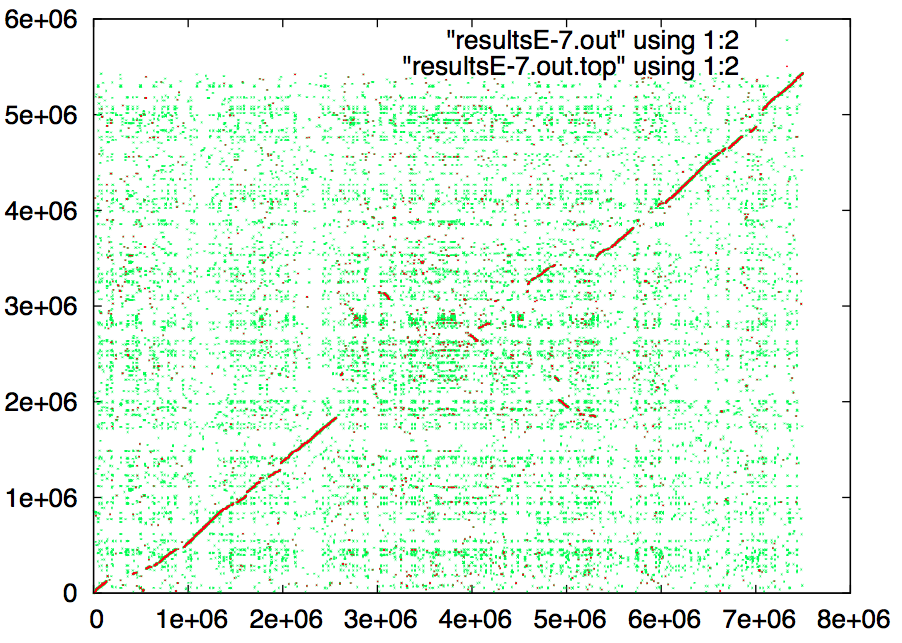 6e+06
"resultsE-7.out" using 1:2
"resultsE-7.out.top" using 1:2
5e+06
4e+06
3e+06
2e+06
1e+06
0
0 1e+06 2e+06 3e+06 4e+06 5e+06 6e+06 7e+06 8e+06